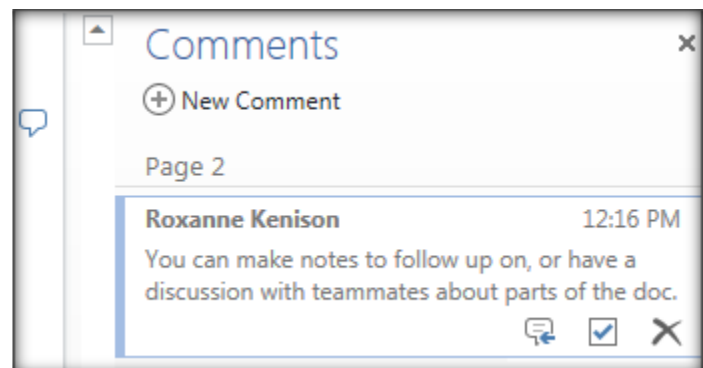 Comments
New Comment
Page 2
Roxanne Kenison 12:16 PM
You can make notes to follow up on, or have a
discussion with teammates about parts of the doc.